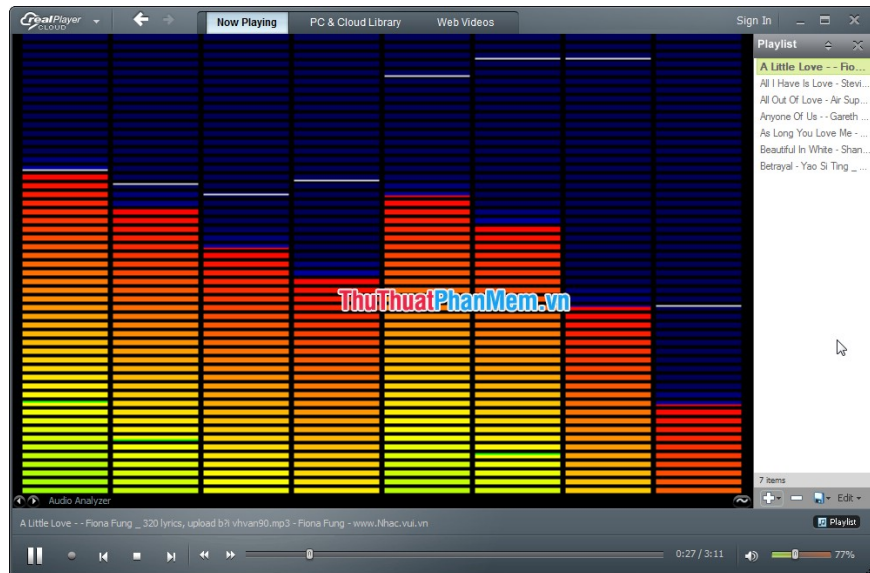 realPlayer
CLOUD
Now Playing
PC & Cloud Library
Web Videos
Sign In
Playlist
A Little Love - - Fio...
All I Have Is Love - Stevi...
All Out Of Love - Air Sup...
Anyone Of Us - - Gareth ...
As Long You Love Me - ...
Beautiful In White - Shan...
Betrayal - Yao Si Ting _ ...
ThuThuatPhanMem.vn
7 items
Edit
Audio Analyzer
A Little Love - - Fiona Fung _ 320 lyrics, upload b?i vhvan90.mp3 - Fiona Fung - www.Nhac.vui.vn
Playlist
0:27 / 3:11
77%